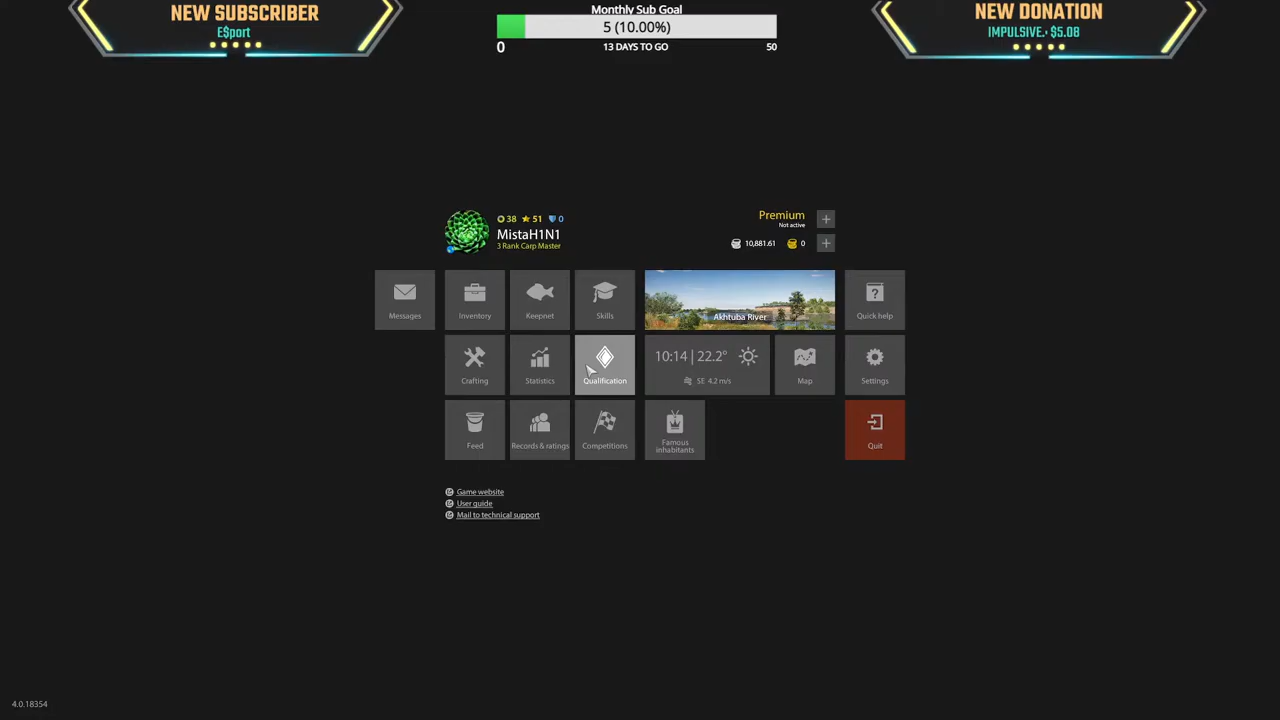 NEW SUBSCRIBER
E$port
Monthly Sub Goal
5 (10.00%)
0
13 DAYS TO GO
50
NEW DONATION
IMPULSIVE.• $5.08
38 51 0
MistaH1N1
3 Rank Carp Master
Premium
Not active
+
10,881.61 0
+
Messages
Inventory
Keepnet
Skills
Akhtuba River
?
Quick help
Crafting
Statistics
Qualification
10:14 | 22.2°
SE 4.2 m/s
Map
Settings
Feed
Records & ratings
Competitions
Famous
inhabitants
Quit
Game website
User guide
Mail to technical support
4.0.18354